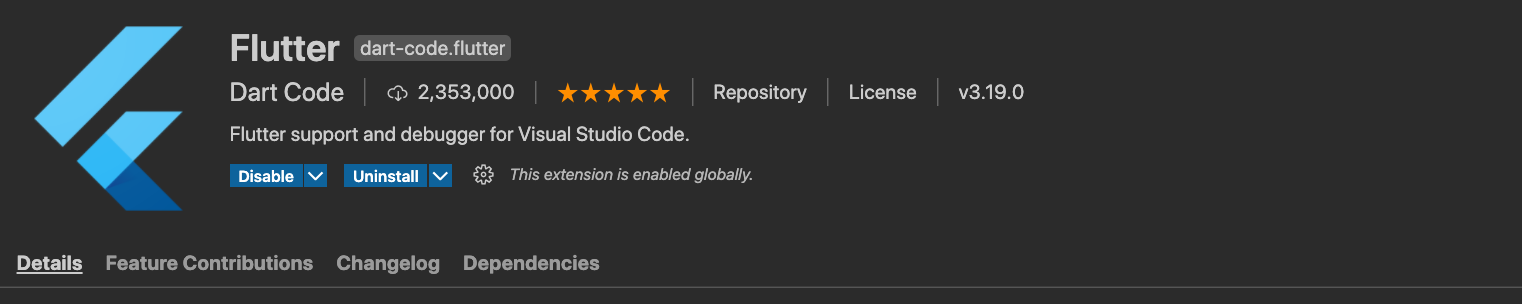 Flutter dart-code.flutter
Dart Code 2,353,000 Repository License v3.19.0
Flutter support and debugger for Visual Studio Code.
Disable Uninstall This extension is enabled globally.
Details Feature Contributions Changelog Dependencies